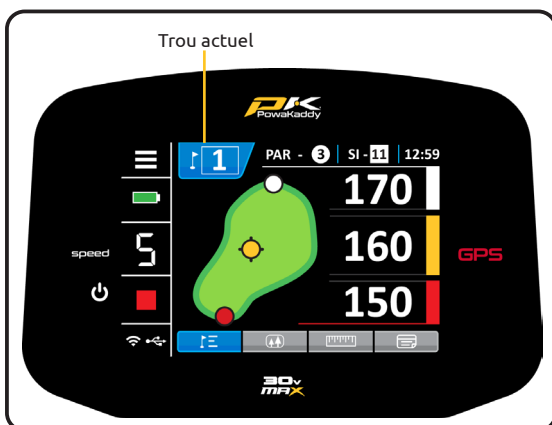 Trou actuel
PowaKaddy
1 PAR - 3 SI - 11 12:59
170
speed 5 160 GPS
150
30v
MAX